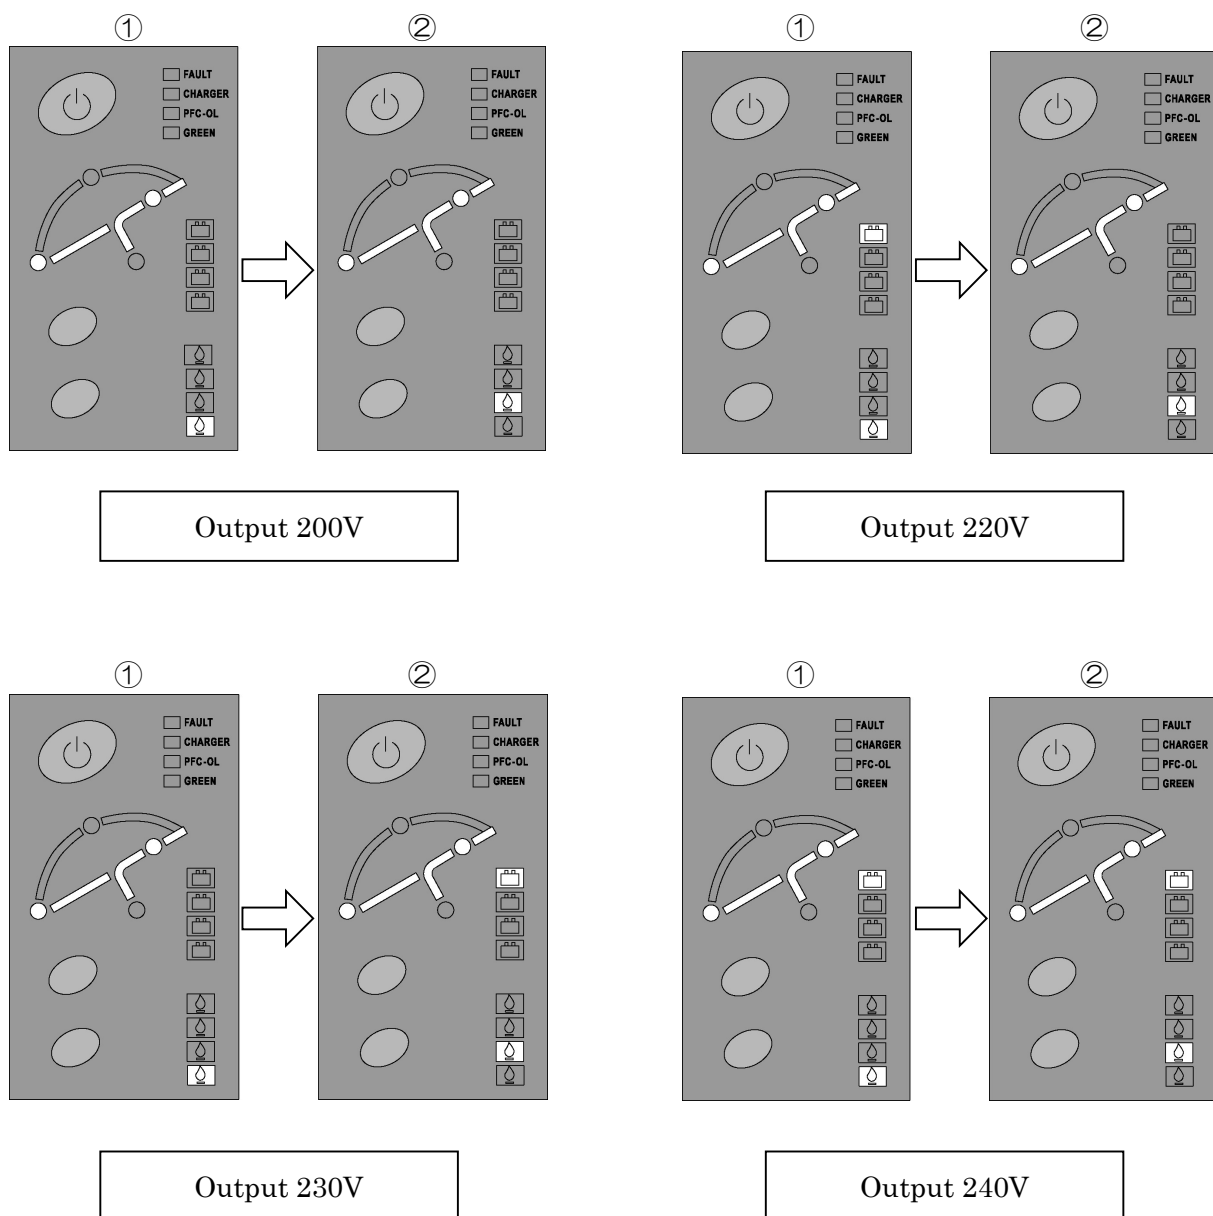 ① ② ① ②
FAULT FAULT FAULT FAULT
CHARGER CHARGER CHARGER CHARGER
PFC-OL PFC-OL PFC-OL PFC-OL
GREEN GREEN GREEN GREEN
Output 200V Output 220V
① ② ① ②
FAULT FAULT FAULT FAULT
CHARGER CHARGER CHARGER CHARGER
PFC-OL PFC-OL PFC-OL PFC-OL
GREEN GREEN GREEN GREEN
Output 230V Output 240V